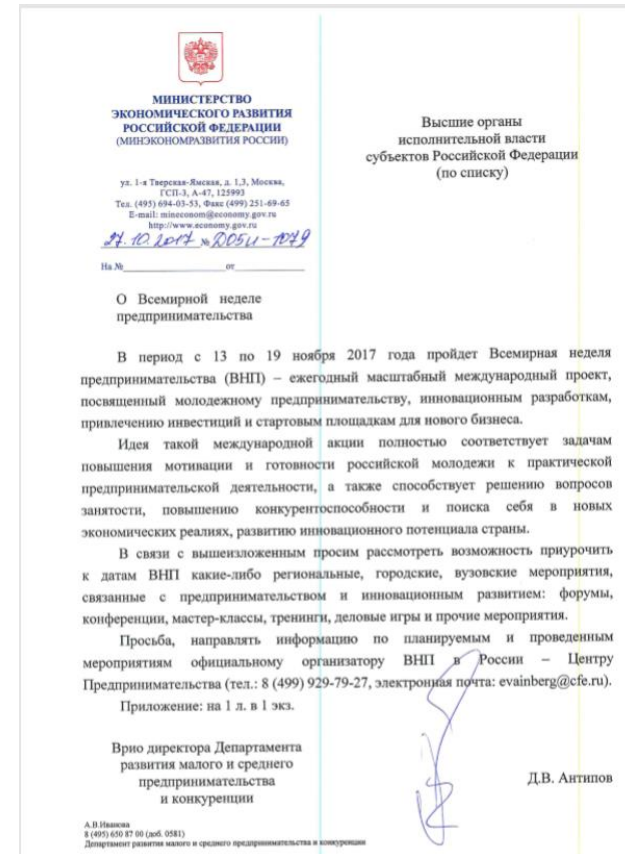 МИНИСТЕРСТВО
ЭКОНОМИЧЕСКОГО РАЗВИТИЯ
РОССИЙСКОЙ ФЕДЕРАЦИИ
(МИНЭКОНОМРАЗВИТИЯ РОССИИ)
ул. 1-я Тверская-Ямская, д. 1,3, Москва,
ГСП-3, А-47, 125993
Тел. (495) 694-03-53, Факс (499) 251-69-65
E-mail: mineconom@economy.gov.ru
http://www.economy.gov.ru
27.10.2017 № Д05и-1079
На № от
Высшие органы
исполнительной власти
субъектов Российской Федерации
(по списку)
О Всемирной неделе
предпринимательства
В период с 13 по 19 ноября 2017 года пройдет Всемирная неделя
предпринимательства (ВНП) – ежегодный масштабный международный проект,
посвященный молодежному предпринимательству, инновационным разработкам,
привлечению инвестиций и стартовым площадкам для нового бизнеса.
Идея такой международной акции полностью соответствует задачам
повышения мотивации и готовности российской молодежи к практической
предпринимательской деятельности, а также способствует решению вопросов
занятости, повышению конкурентоспособности и поиска себя в новых
экономических реалиях, развитию инновационного потенциала страны.
В связи с вышеизложенным просим рассмотреть возможность приурочить
к датам ВНП какие-либо региональные, городские, вузовские мероприятия,
связанные с предпринимательством и инновационным развитием: форумы,
конференции, мастер-классы, тренинги, деловые игры и прочие мероприятия.
Просьба, направлять информацию по планируемым и проведенным
мероприятиям официальному организатору ВНП в России – Центру
Предпринимательства (тел.: 8 (499) 929-79-27, электронная почта: evainberg@cfe.ru).
Приложение: на 1 л. в 1 экз.
Врио директора Департамента
развития малого и среднего
предпринимательства
и конкуренции
Д.В. Антипов
А.В.Иванова
8 (495) 650 87 00 (доб. 0581)
Департамент развития малого и среднего предпринимательства и конкуренции